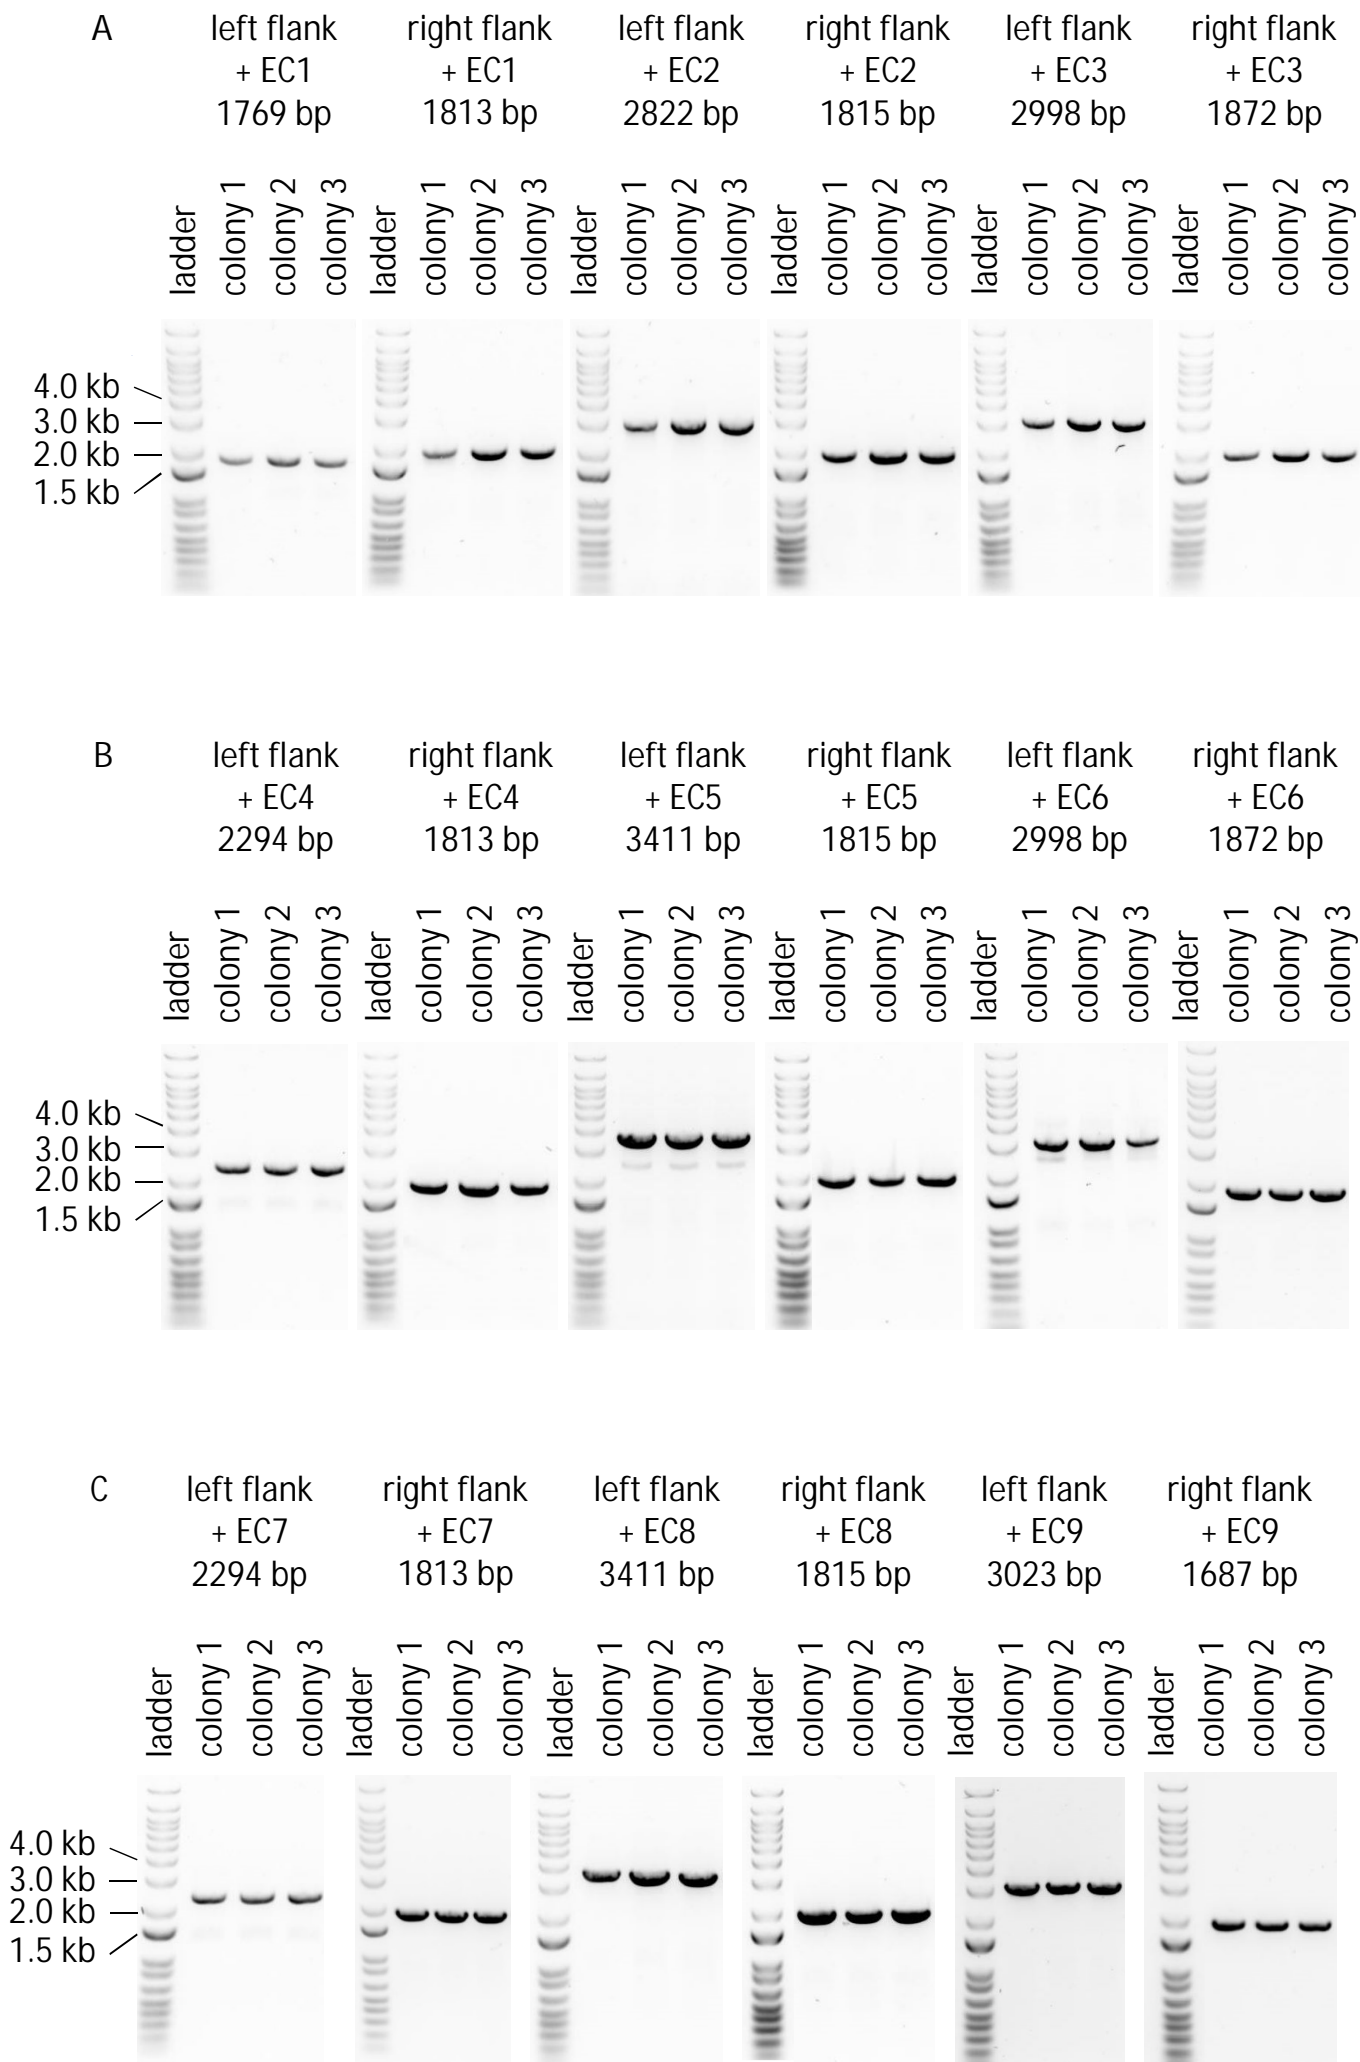 A
left flank right flank left flank right flank left flank right flank
+ EC1 + EC1 + EC2 + EC2 + EC3 + EC3
1769 bp 1813 bp 2822 bp 1815 bp 2998 bp 1872 bp
ladder colony 1 colony 2 colony 3 ladder colony 1 colony 2 colony 3 ladder colony 1 colony 2 colony 3 ladder colony 1 colony 2 colony 3 ladder colony 1 colony 2 colony 3 ladder colony 1 colony 2 colony 3
4.0 kb
3.0 kb
2.0 kb
1.5 kb
B
left flank right flank left flank right flank left flank right flank
+ EC4 + EC4 + EC5 + EC5 + EC6 + EC6
2294 bp 1813 bp 3411 bp 1815 bp 2998 bp 1872 bp
ladder colony 1 colony 2 colony 3 ladder colony 1 colony 2 colony 3 ladder colony 1 colony 2 colony 3 ladder colony 1 colony 2 colony 3 ladder colony 1 colony 2 colony 3 ladder colony 1 colony 2 colony 3
4.0 kb
3.0 kb
2.0 kb
1.5 kb
C
left flank right flank left flank right flank left flank right flank
+ EC7 + EC7 + EC8 + EC8 + EC9 + EC9
2294 bp 1813 bp 3411 bp 1815 bp 3023 bp 1687 bp
ladder colony 1 colony 2 colony 3 ladder colony 1 colony 2 colony 3 ladder colony 1 colony 2 colony 3 ladder colony 1 colony 2 colony 3 ladder colony 1 colony 2 colony 3 ladder colony 1 colony 2 colony 3
4.0 kb
3.0 kb
2.0 kb
1.5 kb